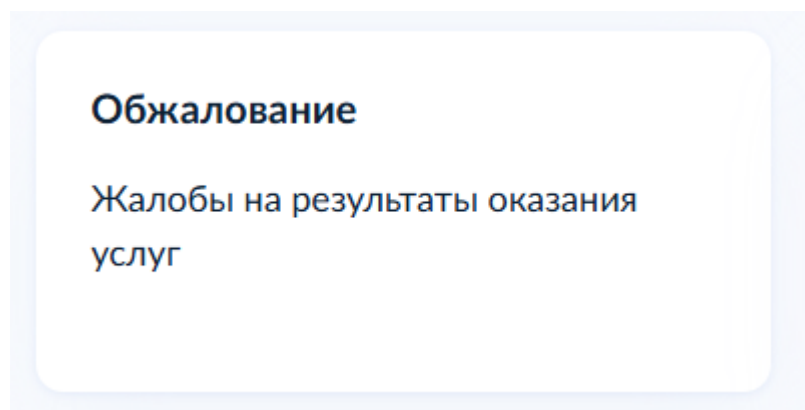 Обжалование
Жалобы на результаты оказания
услуг